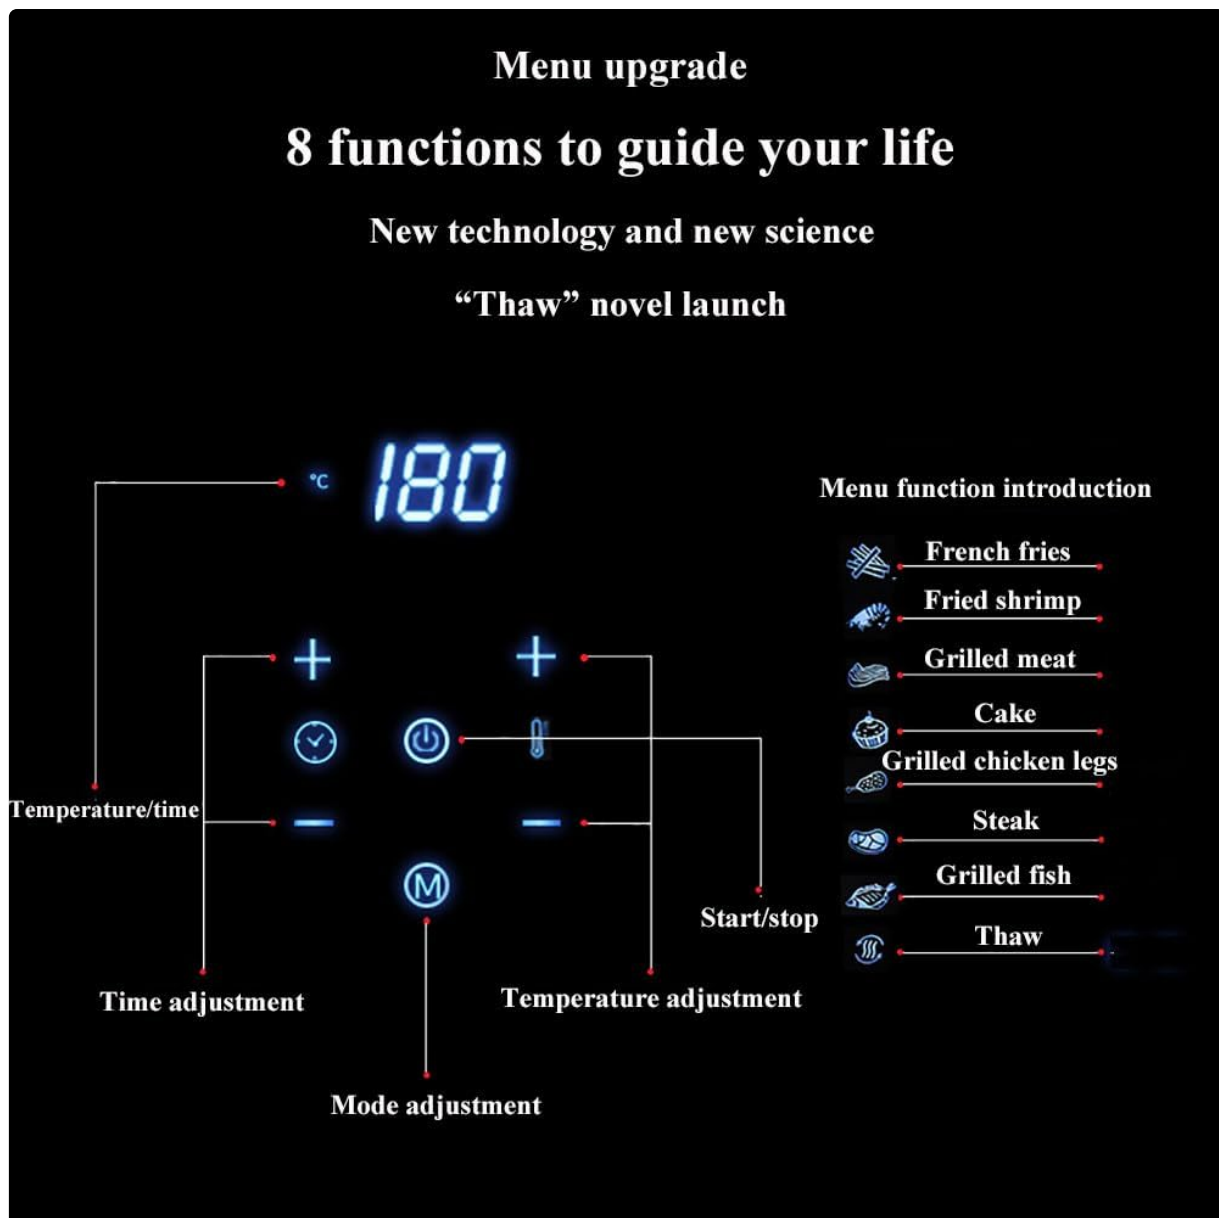 Menu upgrade
8 functions to guide your life
New technology and new science
“Thaw” novel launch
°C
180
Temperature/time
M
Start/stop
Time adjustment
Temperature adjustment
Mode adjustment
Menu function introduction
French fries
Fried shrimp
Grilled meat
Cake
Grilled chicken legs
Steak
Grilled fish
Thaw